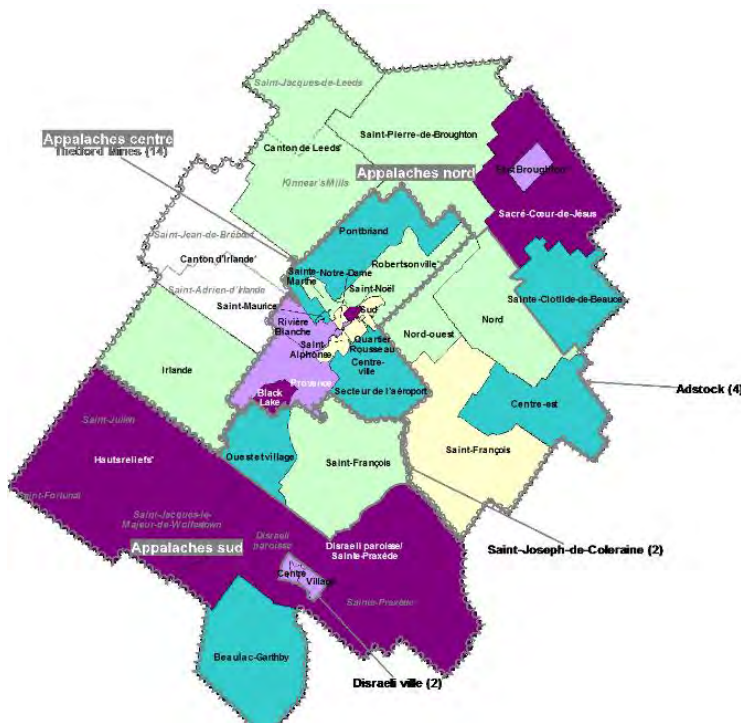 Saint-Jacques-de-Leeds
Appalaches centre
Thetford Mines (14)
Saint-Pierre-de-Broughton
Canton de Leeds*
Appalaches nord
East Broughton*
Kinnear's Mills
Sacré-Cœur-de-Jésus
Pontbriand
Saint-Jean-de-Brébeuf
Canton d'Irlande*
Robertsonville*
Sainte-
Marthe
Notre-Dame
Saint-Noël
Sainte-Clotilde-de-Beauce
Saint-Adrien-d'Irlande
Saint-Maurice
Sud
Nord
Rivière
Blanche
Nord-ouest
Saint
Alphonse
Quartier
Rousseau
Centre-
ville
Irlande
Black
Lake
Provence
Secteur de l'aéroport
Adstock (4)
Centre-est
Saint-Julien
Saint-François
Hauts reliefs*
Ouest et village
Saint-François
Saint-Fortunat
Saint-Jacques-le-
Majeur-de-Wolfestown
Disraeli
paroisse
Disraeli paroisse/
Sainte-Praxède
Saint-Joseph-de-Coleraine (2)
Appalaches sud
Centre
Village
Sainte-Praxède
Beaulac-Garthby
Disraeli ville (2)